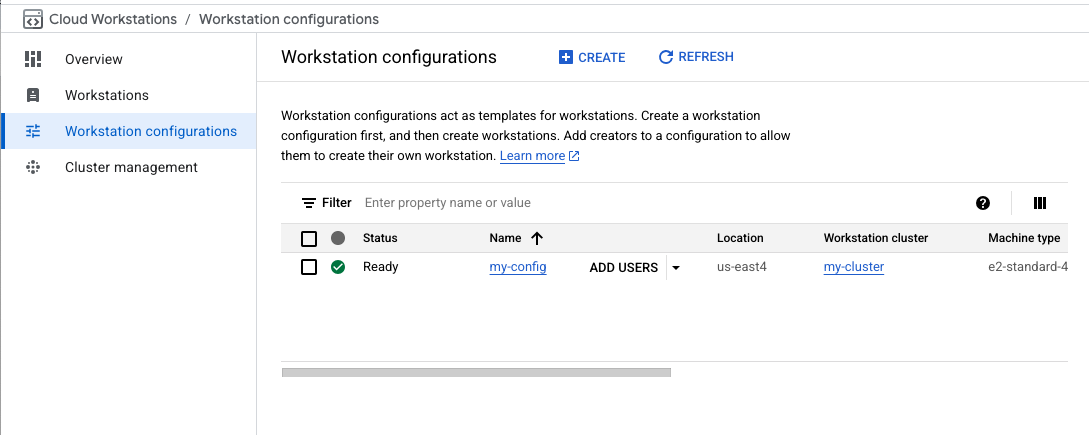 Cloud Workstations / Workstation configurations
Overview
Workstations
Workstation configurations
Cluster management
Workstation configurations CREATE REFRESH
Workstation configurations act as templates for workstations. Create a workstation
configuration first, and then create workstations. Add creators to a configuration to allow
them to create their own workstation. Learn more
Filter Enter property name or value
Status Name Location Workstation cluster Machine type
Ready my-config ADD USERS us-east4 my-cluster e2-standard-4